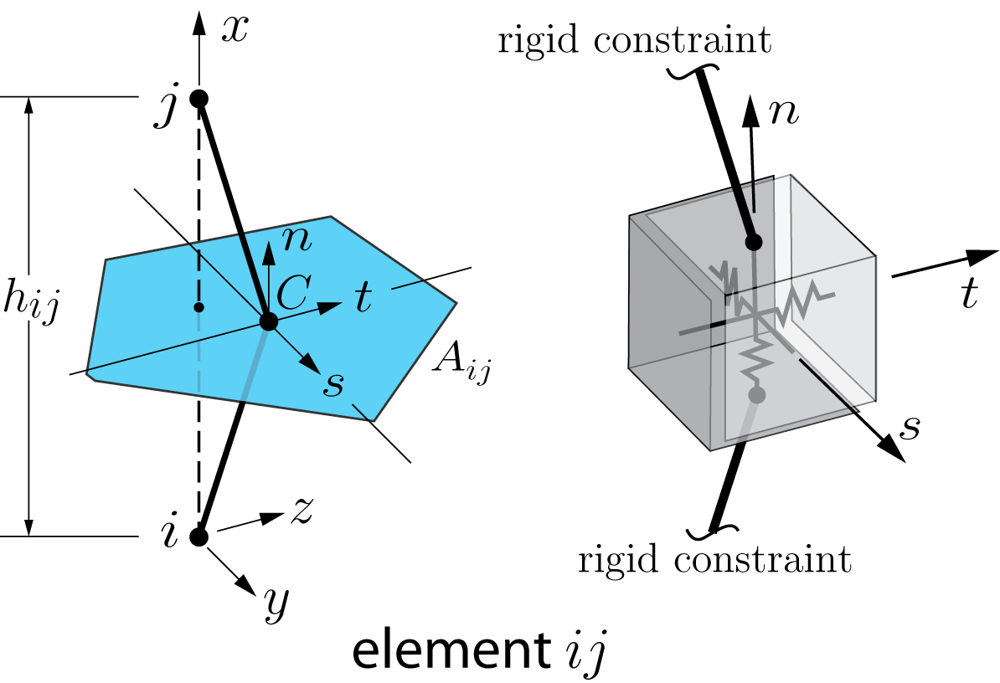 x
rigid constraint
j
n
n
C
t
t
h_{ij}
A_{ij}
s
s
z
i
rigid constraint
y
element ij